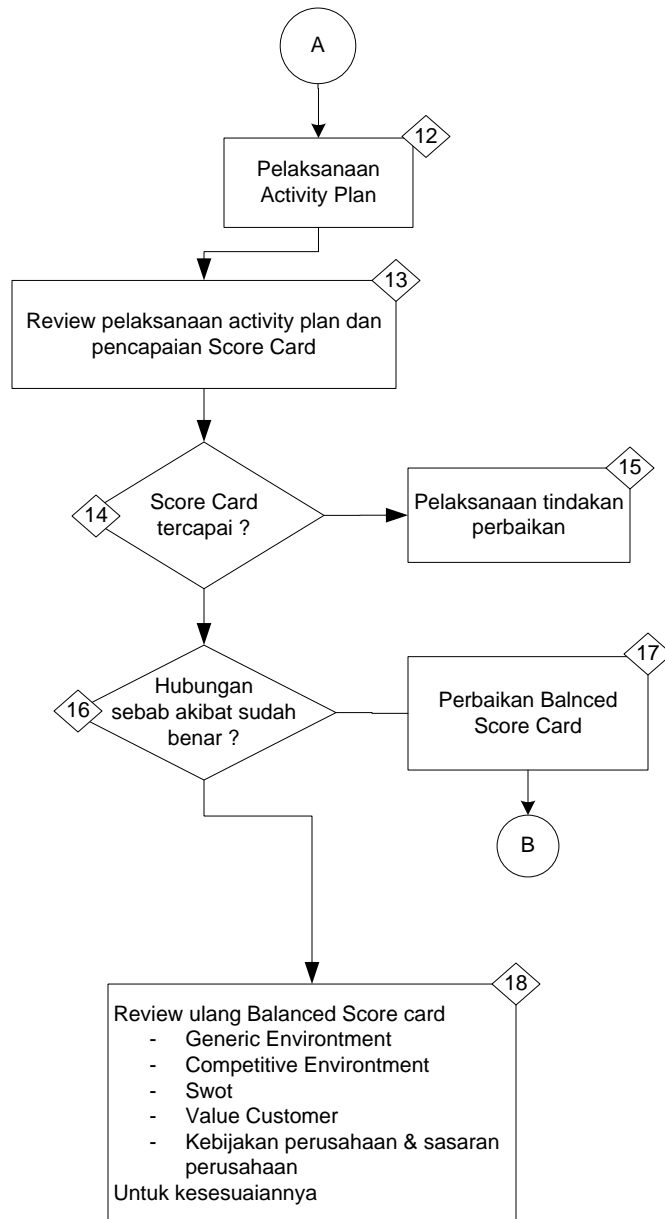 A
12
Pelaksanaan
Activity Plan
13
Review pelaksanaan activity plan dan
pencapaian Score Card
14
Score Card
tercapai ?
15
Pelaksanaan tindakan
perbaikan
16
Hubungan
sebab akibat sudah
benar ?
17
Perbaikan Balnced
Score Card
B
18
Review ulang Balanced Score card
- Generic Environtment
- Competitive Environtment
- Swot
- Value Customer
- Kebijakan perusahaan & sasaran
perusahaan
Untuk kesesuaiannya